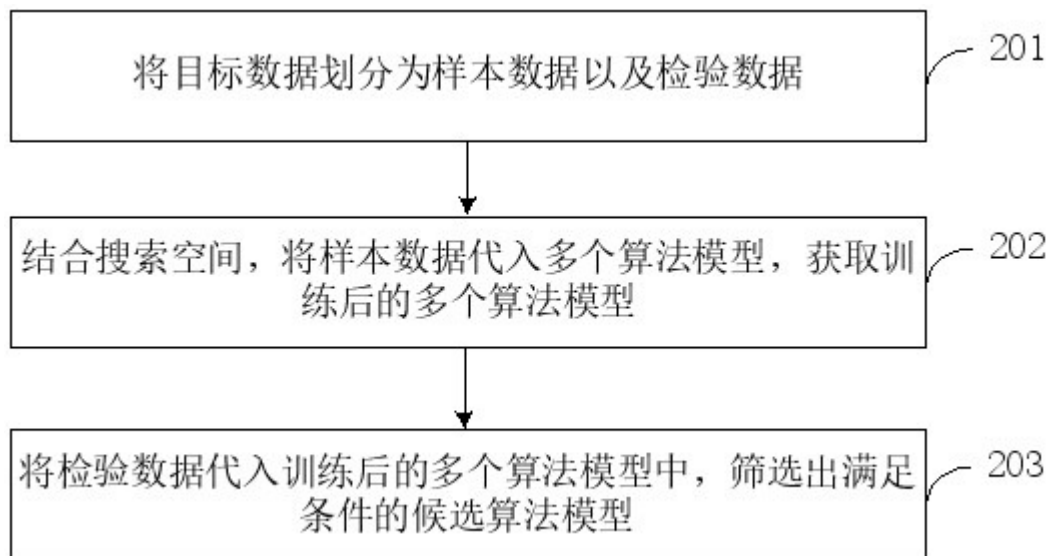 将目标数据划分为样本数据以及检验数据
201
结合搜索空间，将样本数据代入多个算法模型，获取训
练后的多个算法模型
202
将检验数据代入训练后的多个算法模型中，筛选出满足
条件的候选算法模型
203